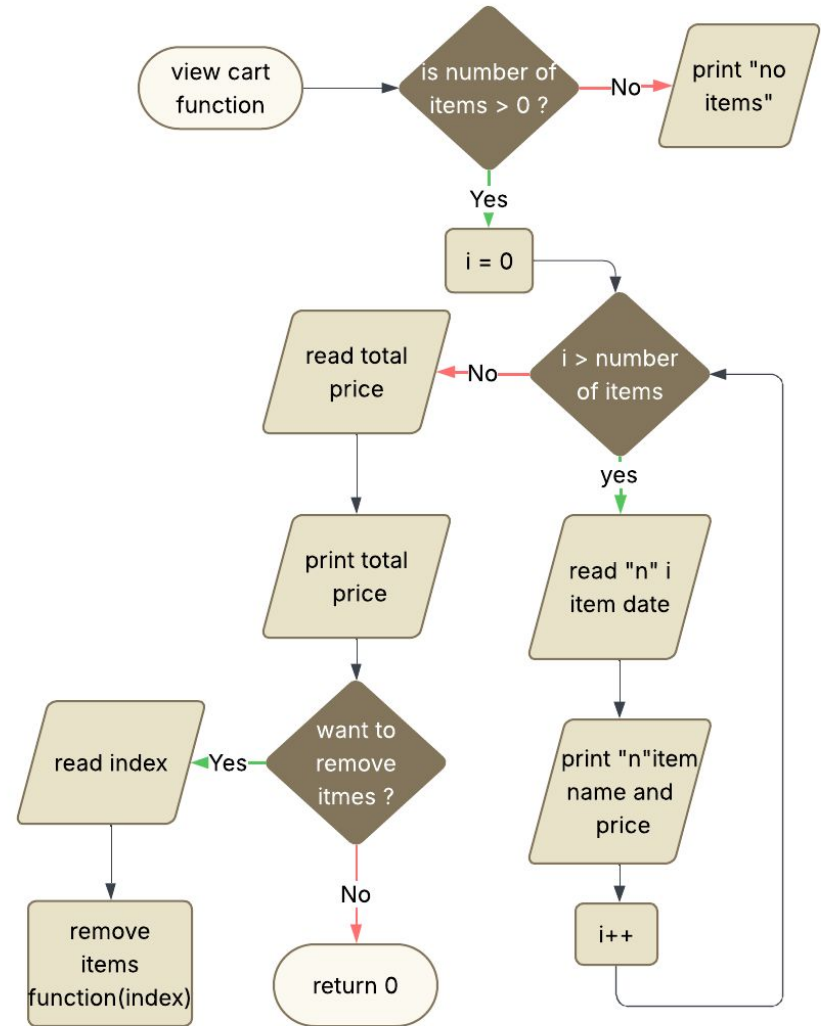 view cart
function
is number of
items > 0 ?
No
print "no
items"
Yes
i = 0
i > number
of items
No
read total
price
yes
print total
price
read "n" i
item date
want to
remove
itmes ?
Yes
read index
print "n"item
name and
price
No
i++
remove
items
function(index)
return 0